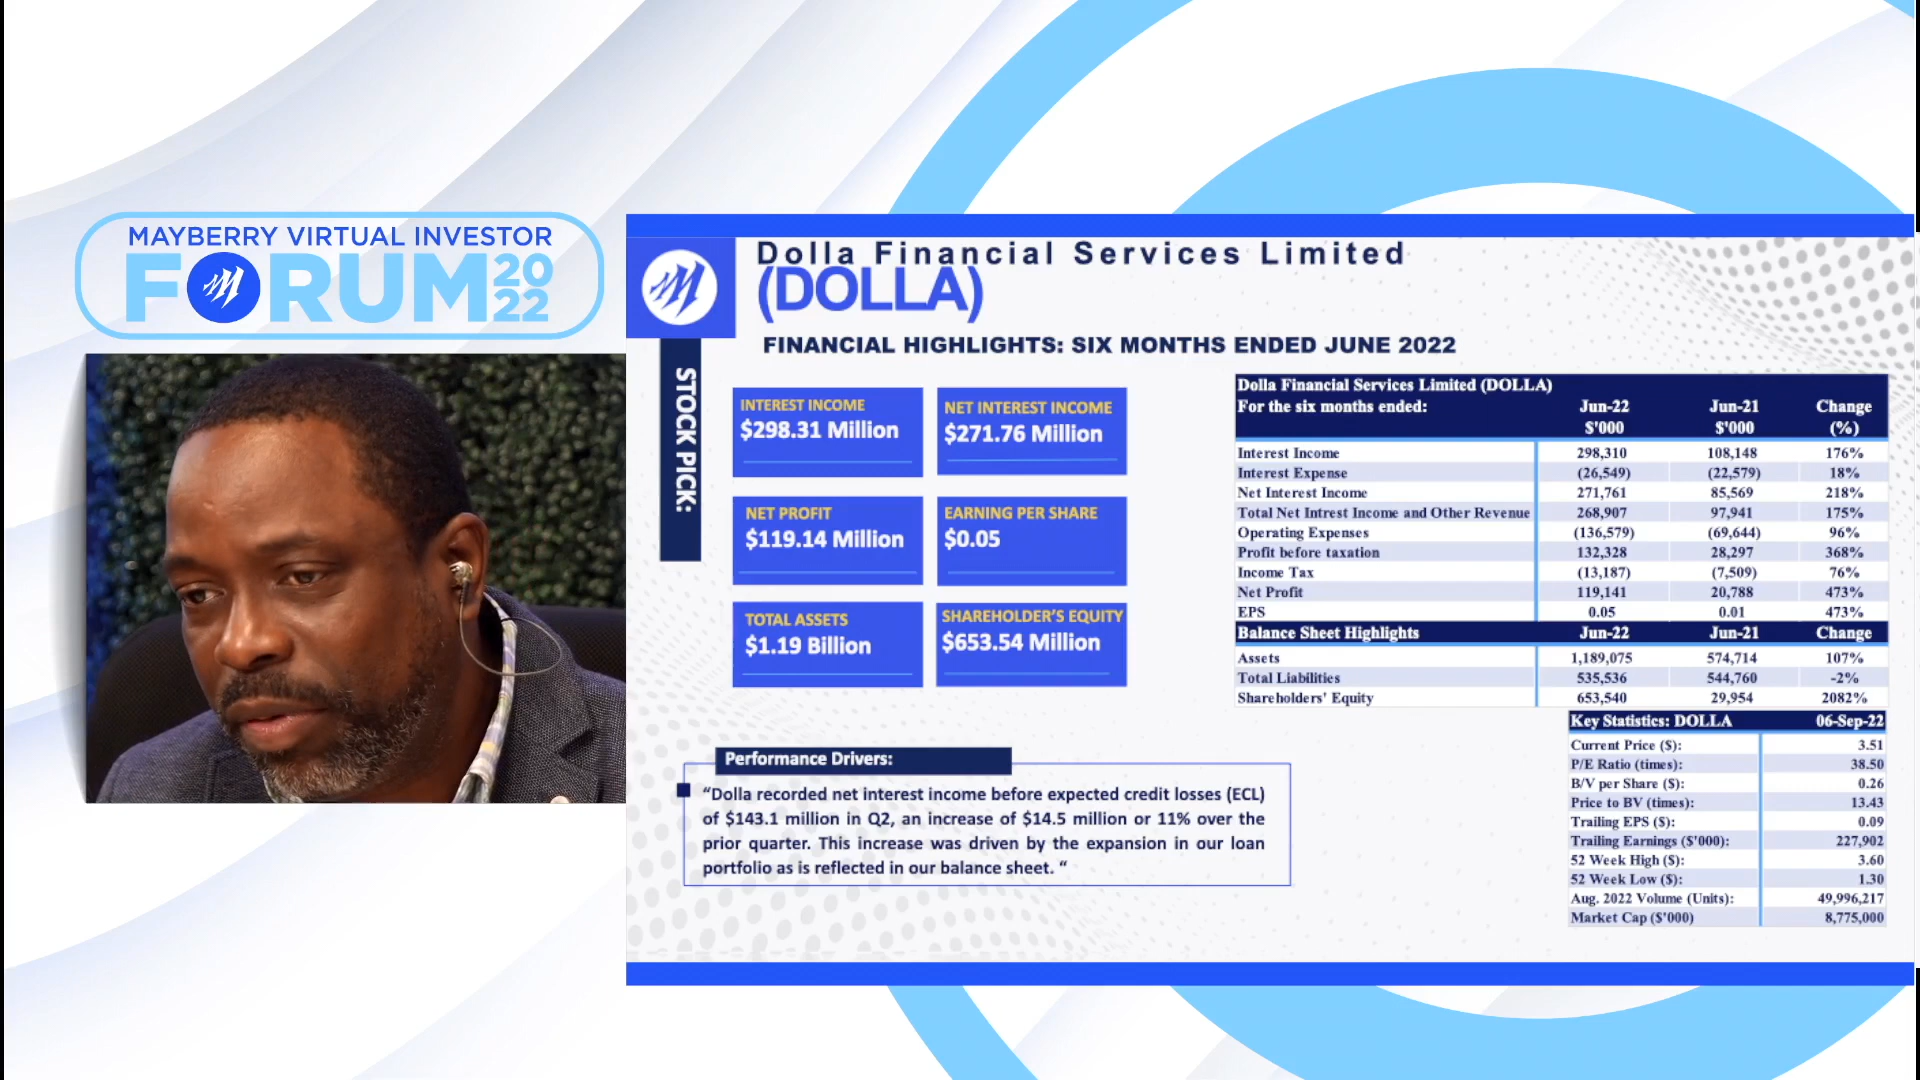 MAYBERRY VIRTUAL INVESTOR
FORUM 20
22
Dolla Financial Services Limited
(DOLLA)
FINANCIAL HIGHLIGHTS: SIX MONTHS ENDED JUNE 2022
STOCK PICK:
INTEREST INCOME
$298.31 Million
NET INTEREST INCOME
$271.76 Million
NET PROFIT
$119.14 Million
EARNING PER SHARE
$0.05
TOTAL ASSETS
$1.19 Billion
SHAREHOLDER'S EQUITY
$653.54 Million
Performance Drivers:
“Dolla recorded net interest income before expected credit losses (ECL)
of $143.1 million in Q2, an increase of $14.5 million or 11% over the
prior quarter. This increase was driven by the expansion in our loan
portfolio as is reflected in our balance sheet. “
Dolla Financial Services Limited (DOLLA)
For the six months ended: Jun-22 Jun-21 Change
$'000 $'000 (%)
Interest Income 298,310 108,148 176%
Interest Expense (26,549) (22,579) 18%
Net Interest Income 271,761 85,569 218%
Total Net Intrest Income and Other Revenue 268,907 97,941 175%
Operating Expenses (136,579) (69,644) 96%
Profit before taxation 132,328 28,297 368%
Income Tax (13,187) (7,509) 76%
Net Profit 119,141 20,788 473%
EPS 0.05 0.01 473%
Balance Sheet Highlights Jun-22 Jun-21 Change
Assets 1,189,075 574,714 107%
Total Liabilities 535,536 544,760 -2%
Shareholders' Equity 653,540 29,954 2082%
Key Statistics: DOLLA 06-Sep-22
Current Price ($): 3.51
P/E Ratio (times): 38.50
B/V per Share ($): 0.26
Price to BV (times): 13.43
Trailing EPS ($): 0.09
Trailing Earnings ($'000): 227,902
52 Week High ($): 3.60
52 Week Low ($): 1.30
Aug. 2022 Volume (Units): 49,996,217
Market Cap ($'000) 8,775,000